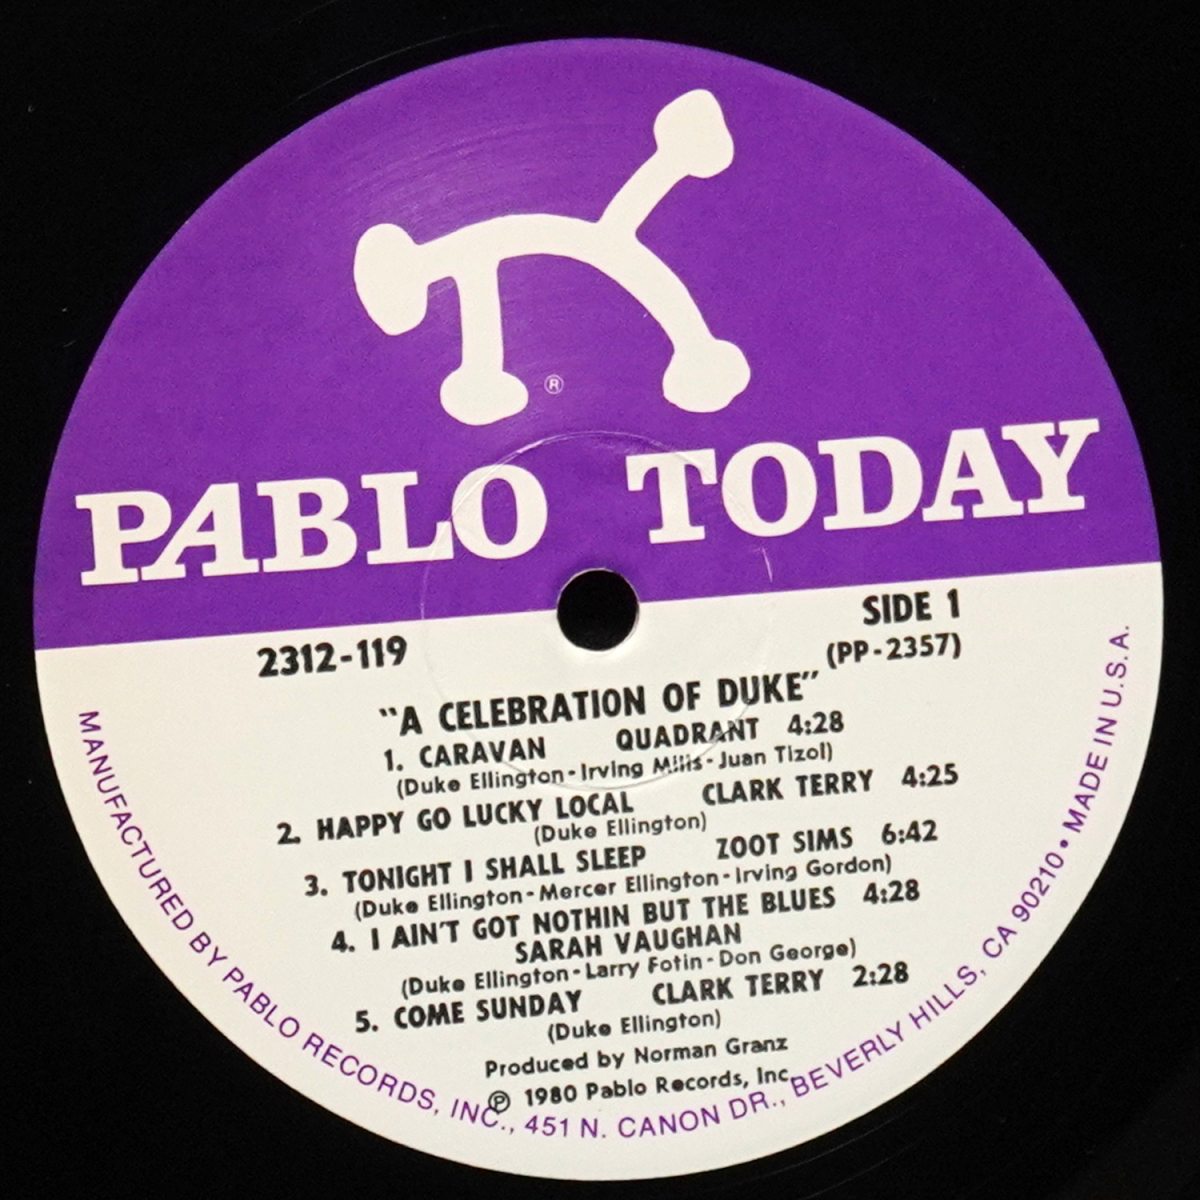 ®
PABLO TODAY
2312-119
SIDE 1
(PP-2357)
"A CELEBRATION OF DUKE"
1. CARAVAN QUADRANT 4:28
(Duke Ellington-Irving Mills-Juan Tizol)
2. HAPPY GO LUCKY LOCAL CLARK TERRY 4:25
(Duke Ellington)
3. TONIGHT I SHALL SLEEP ZOOT SIMS 6:42
(Duke Ellington-Mercer Ellington-Irving Gordon)
4. I AIN'T GOT NOTHIN BUT THE BLUES 4:28
SARAH VAUGHAN
(Duke Ellington-Larry Fotin-Don George)
5. COME SUNDAY CLARK TERRY 2:28
(Duke Ellington)
Produced by Norman Granz
℗ 1980 Pablo Records, Inc.
MANUFACTURED BY PABLO RECORDS, INC., 451 N. CANON DR., BEVERLY HILLS, CA 90210 • MADE IN U.S.A.